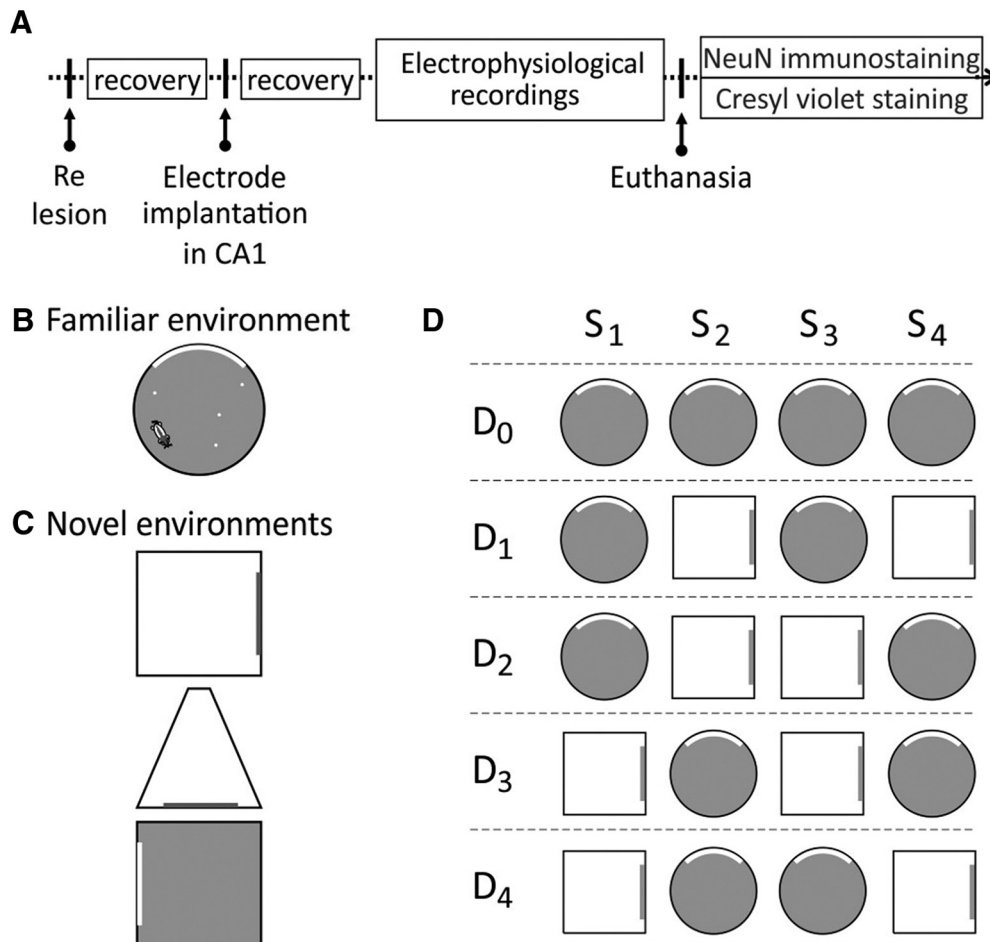 A
recovery
recovery
Electrophysiological
recordings
NeuN immunostaining
Cresyl violet staining
Re
lesion
Electrode
implantation
in CA1
Euthanasia
B Familiar environment
C Novel environments
D S1 S2 S3 S4
D0
D1
D2
D3
D4